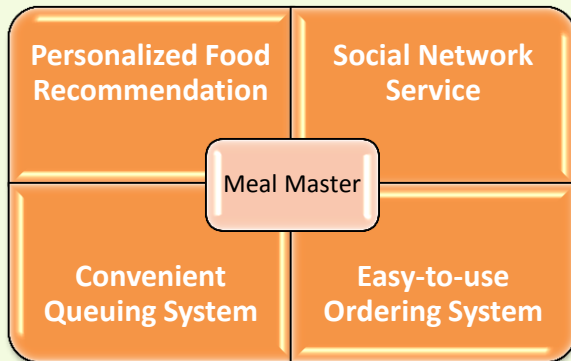 Personalized Food
Recommendation
Social Network
Service
Meal Master
Convenient
Queuing System
Easy-to-use
Ordering System